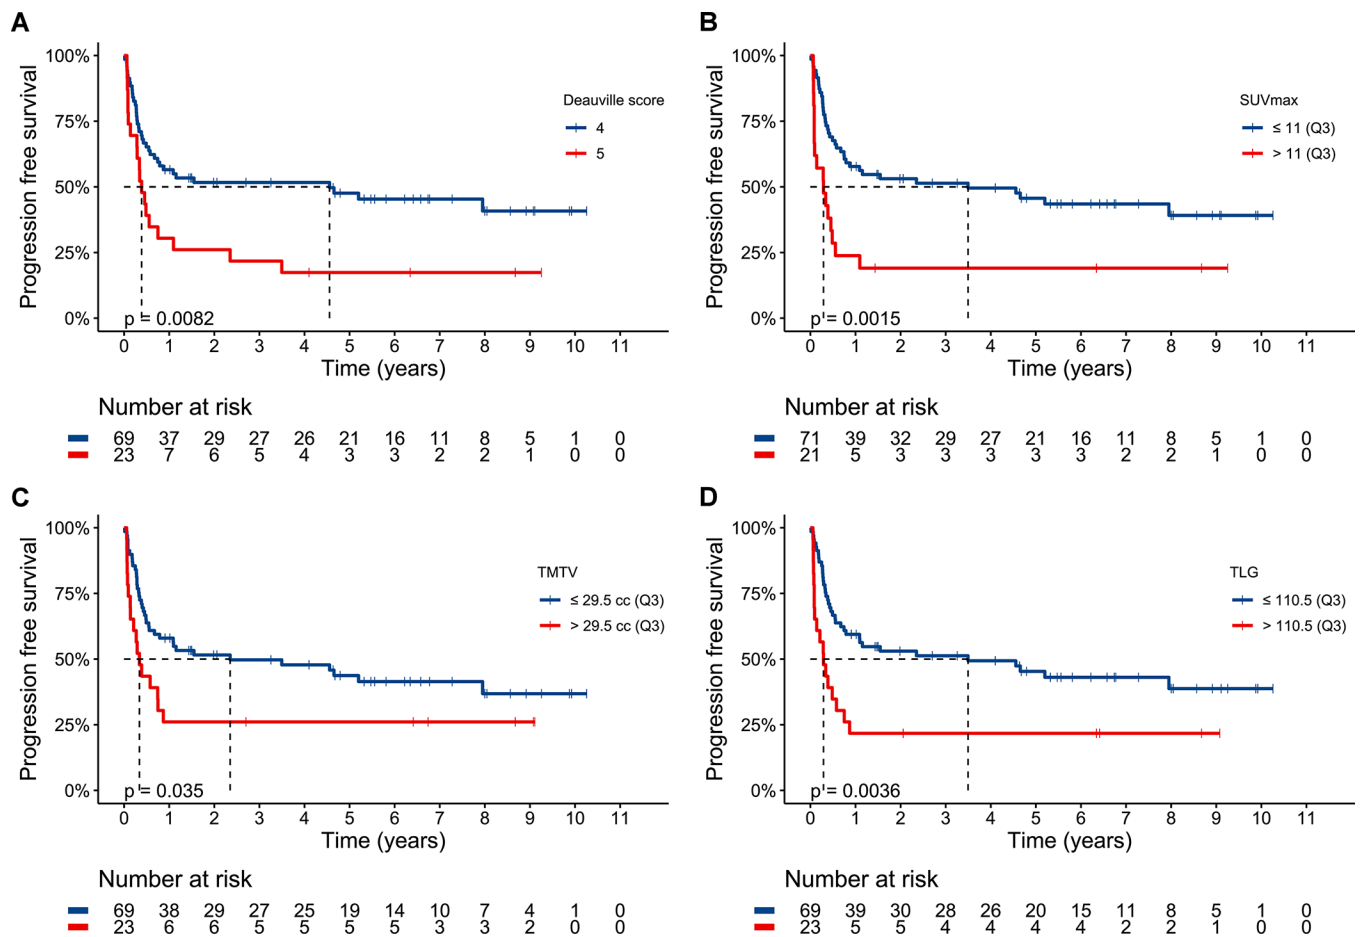 A
Progression free survival
100%
75%
50%
25%
0%
Deauville score
4
5
p = 0.0082
0 1 2 3 4 5 6 7 8 9 10 11
Time (years)
Number at risk
69 37 29 27 26 21 16 11 8 5 1 0
23 7 6 5 4 3 3 2 2 1 0 0
B
Progression free survival
100%
75%
50%
25%
0%
SUVmax
≤ 11 (Q3)
> 11 (Q3)
p = 0.0015
0 1 2 3 4 5 6 7 8 9 10 11
Time (years)
Number at risk
71 39 32 29 27 21 16 11 8 5 1 0
21 5 3 3 3 3 3 2 2 1 0 0
C
Progression free survival
100%
75%
50%
25%
0%
TMTV
≤ 29.5 cc (Q3)
> 29.5 cc (Q3)
p = 0.035
0 1 2 3 4 5 6 7 8 9 10 11
Time (years)
Number at risk
69 38 29 27 25 19 14 10 7 4 1 0
23 6 6 5 5 5 5 3 3 2 0 0
D
Progression free survival
100%
75%
50%
25%
0%
TLG
≤ 110.5 (Q3)
> 110.5 (Q3)
p = 0.0036
0 1 2 3 4 5 6 7 8 9 10 11
Time (years)
Number at risk
69 39 30 28 26 20 15 11 8 5 1 0
23 5 5 4 4 4 4 2 2 1 0 0